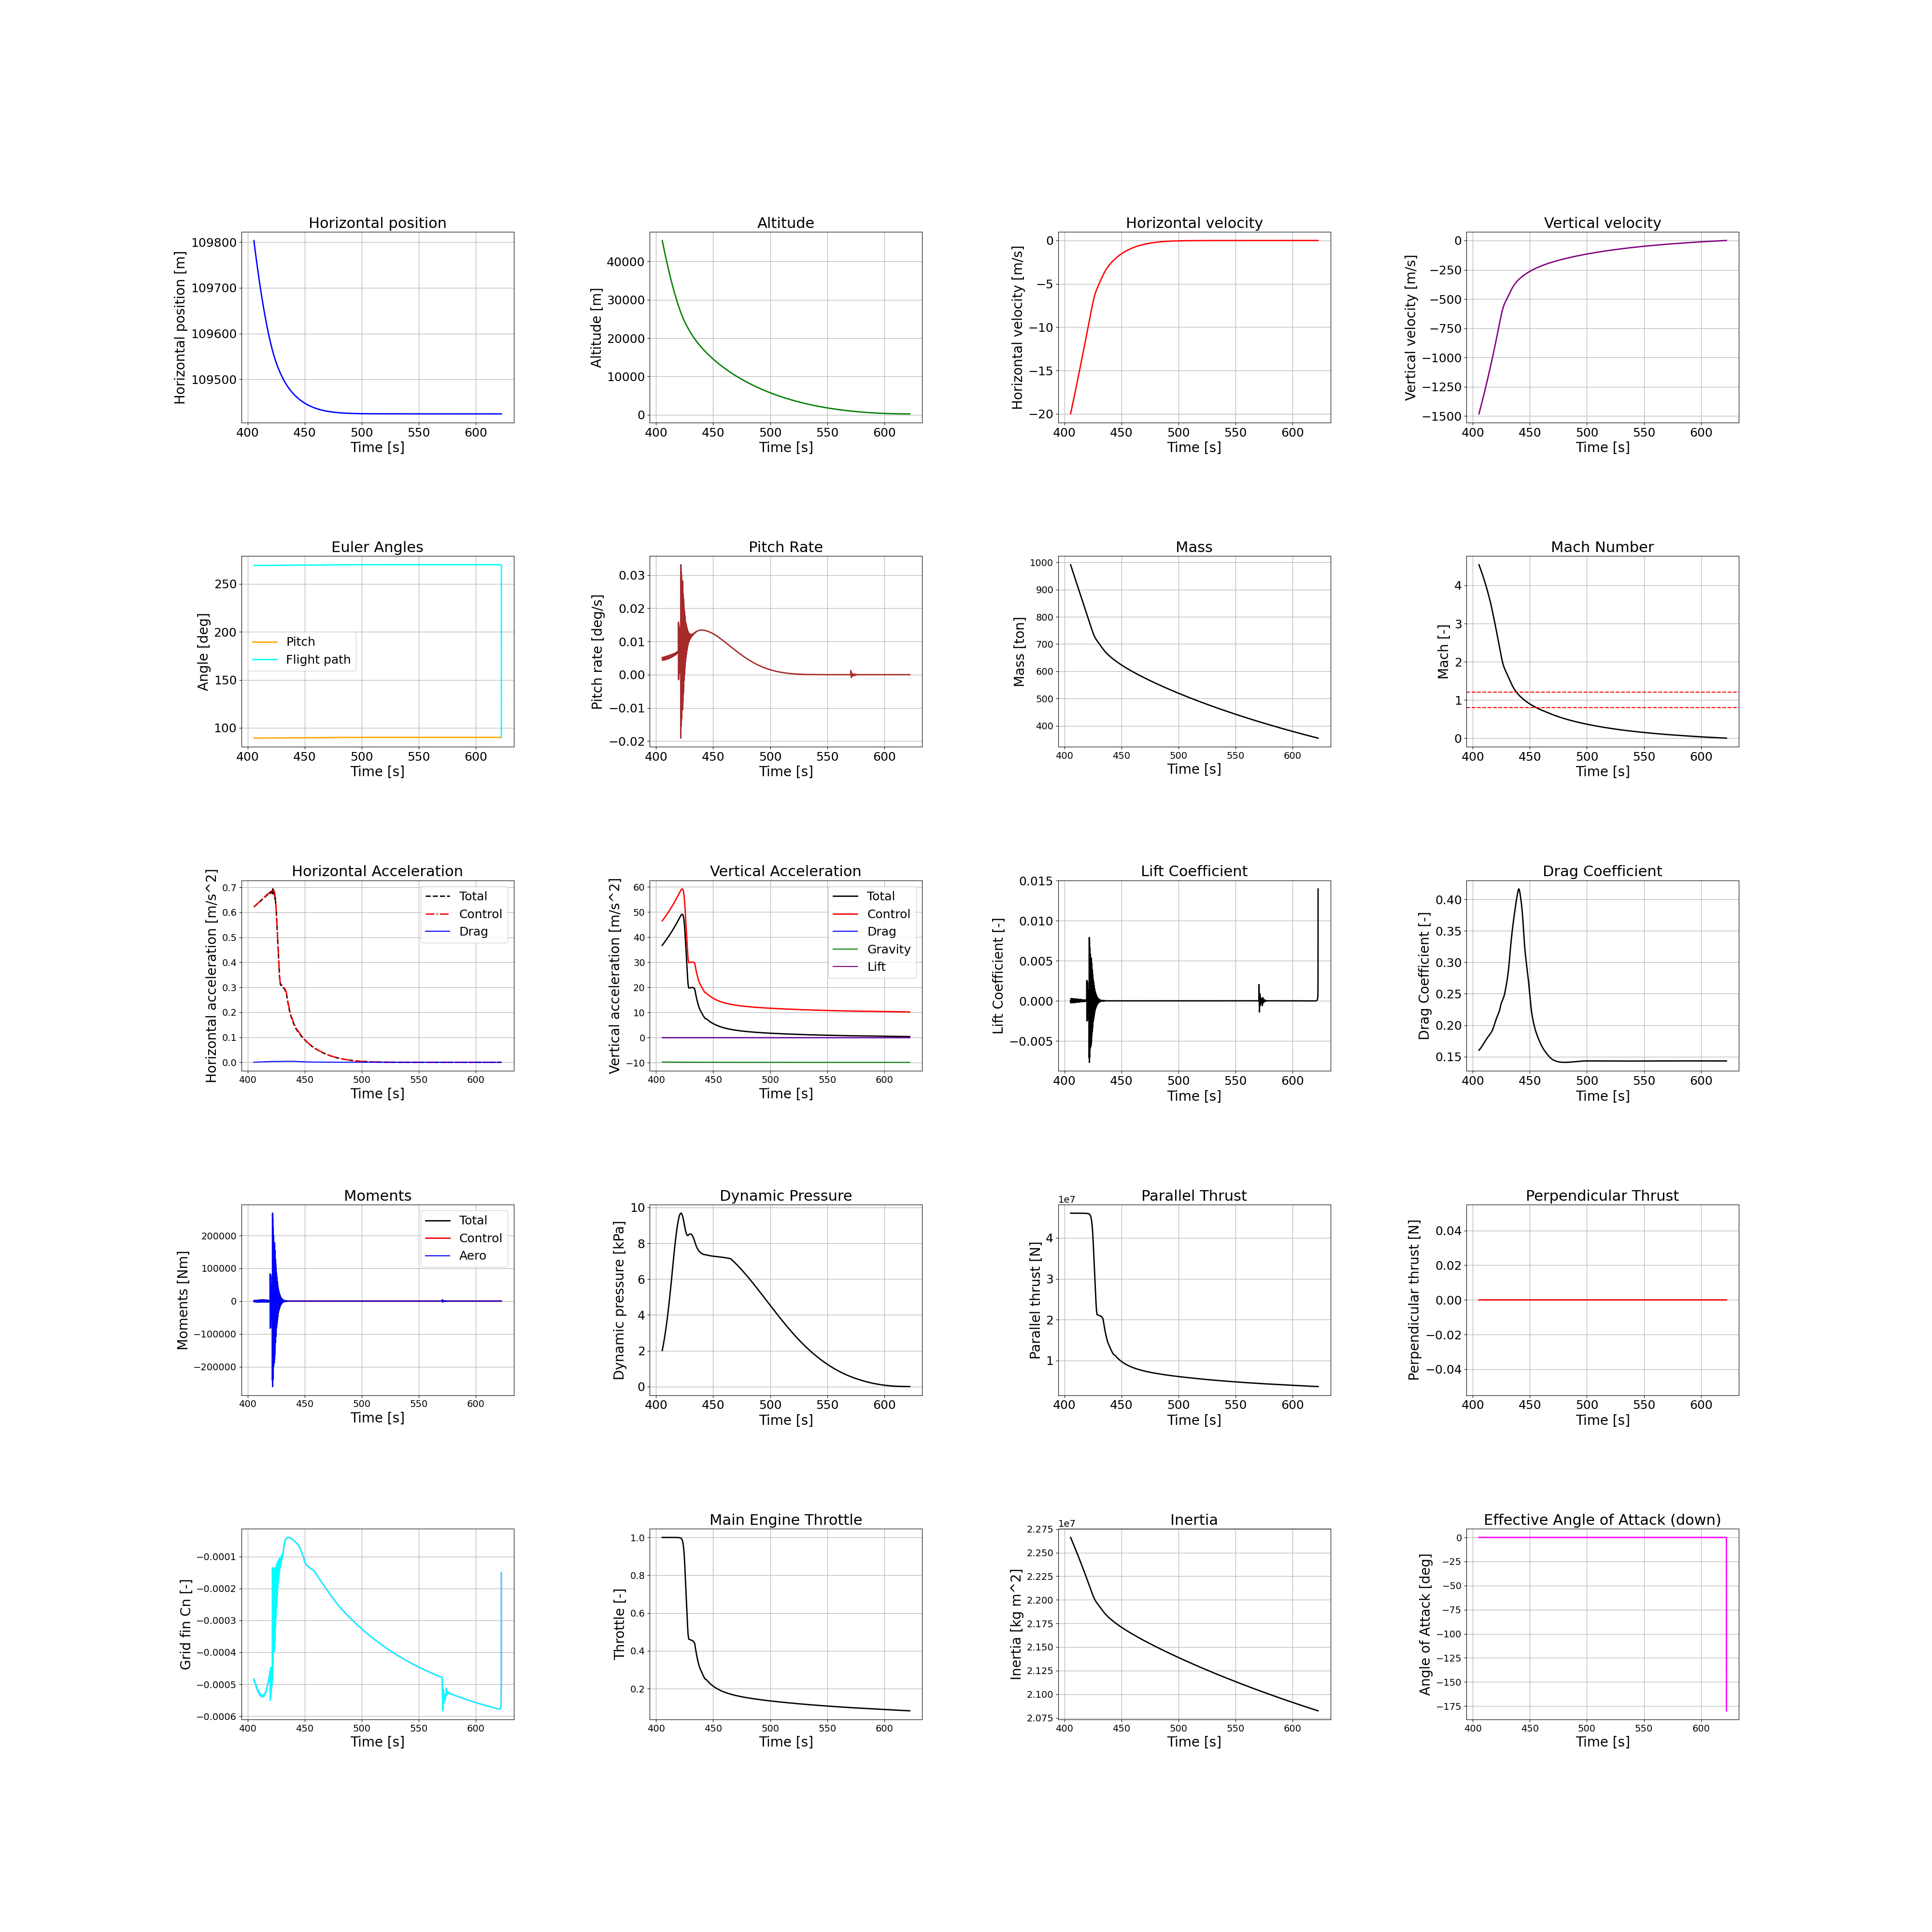 Horizontal position
Horizontal position [m]
109800
109700
109600
109500
400 450 500 550 600
Time [s]
Altitude
Altitude [m]
40000
30000
20000
10000
0
400 450 500 550 600
Time [s]
Horizontal velocity
Horizontal velocity [m/s]
0
−5
−10
−15
−20
400 450 500 550 600
Time [s]
Vertical velocity
Vertical velocity [m/s]
0
−250
−500
−750
−1000
−1250
−1500
400 450 500 550 600
Time [s]
Euler Angles
Angle [deg]
250
200
150
100
Pitch
Flight path
400 450 500 550 600
Time [s]
Pitch Rate
Pitch rate [deg/s]
0.03
0.02
0.01
0.00
−0.01
−0.02
400 450 500 550 600
Time [s]
Mass
Mass [ton]
1000
900
800
700
600
500
400
400 450 500 550 600
Time [s]
Mach Number
Mach [-]
4
3
2
1
0
400 450 500 550 600
Time [s]
Horizontal Acceleration
Horizontal acceleration [m/s^2]
0.7
0.6
0.5
0.4
0.3
0.2
0.1
0.0
Total
Control
Drag
400 450 500 550 600
Time [s]
Vertical Acceleration
Vertical acceleration [m/s^2]
60
50
40
30
20
10
0
−10
Total
Control
Drag
Gravity
Lift
400 450 500 550 600
Time [s]
Lift Coefficient
Lift Coefficient [-]
0.015
0.010
0.005
0.000
−0.005
400 450 500 550 600
Time [s]
Drag Coefficient
Drag Coefficient [-]
0.40
0.35
0.30
0.25
0.20
0.15
400 450 500 550 600
Time [s]
Moments
Moments [Nm]
200000
100000
0
−100000
−200000
Total
Control
Aero
400 450 500 550 600
Time [s]
Dynamic Pressure
Dynamic pressure [kPa]
10
8
6
4
2
0
400 450 500 550 600
Time [s]
Parallel Thrust
1e7
Parallel thrust [N]
4
3
2
1
400 450 500 550 600
Time [s]
Perpendicular Thrust
Perpendicular thrust [N]
0.04
0.02
0.00
−0.02
−0.04
400 450 500 550 600
Time [s]
Grid fin Cn [-]
−0.0001
−0.0002
−0.0003
−0.0004
−0.0005
−0.0006
400 450 500 550 600
Time [s]
Main Engine Throttle
Throttle [-]
1.0
0.8
0.6
0.4
0.2
400 450 500 550 600
Time [s]
Inertia
1e7
Inertia [kg m^2]
2.275
2.250
2.225
2.200
2.175
2.150
2.125
2.100
2.075
400 450 500 550 600
Time [s]
Effective Angle of Attack (down)
Angle of Attack [deg]
0
−25
−50
−75
−100
−125
−150
−175
400 450 500 550 600
Time [s]